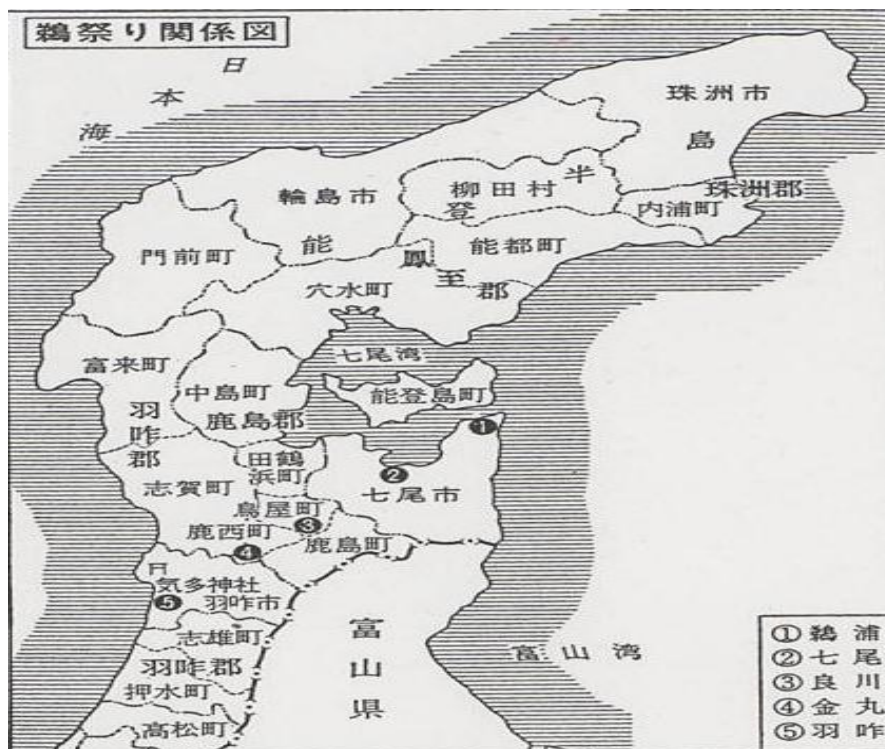 鵜祭り関係図
日本海
珠洲市
島
珠洲郡
半
柳田村
登
内浦町
輪島市
能都町
能
門前町
鳳至郡
穴水町
七尾湾
富来町
中島町
能登島町
鹿島郡
羽咋郡
①
田鶴浜町
②
七尾市
志賀町
鳥屋町
③
鹿西町
④
鹿島町
気多神社
⑤
羽咋市
志雄町
富山県
富山湾
羽咋郡
押水町
高松町
①鵜浦
②七尾
③良川
④金丸
⑤羽咋